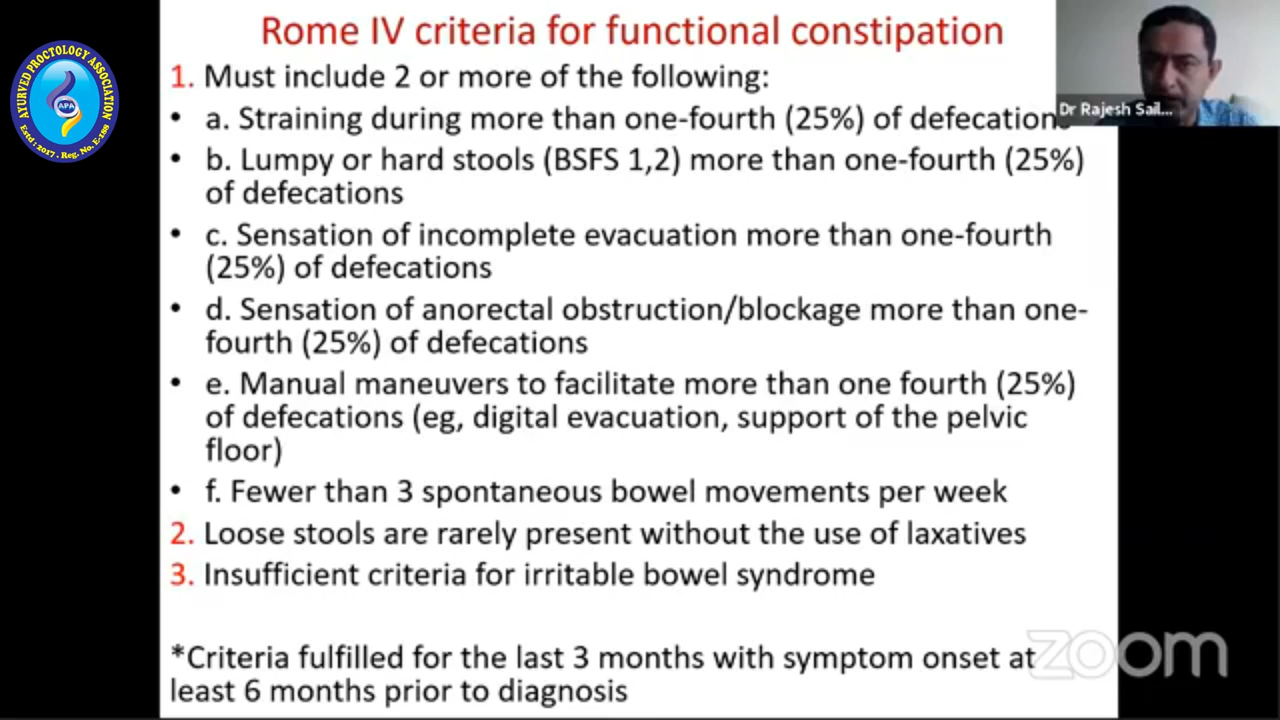 Rome IV criteria for functional constipation
1. Must include 2 or more of the following:
• a. Straining during more than one-fourth (25%) of defecations
• b. Lumpy or hard stools (BSFS 1,2) more than one-fourth (25%)
of defecations
• c. Sensation of incomplete evacuation more than one-fourth
(25%) of defecations
• d. Sensation of anorectal obstruction/blockage more than one-
fourth (25%) of defecations
• e. Manual maneuvers to facilitate more than one fourth (25%)
of defecations (eg, digital evacuation, support of the pelvic
floor)
• f. Fewer than 3 spontaneous bowel movements per week
2. Loose stools are rarely present without the use of laxatives
3. Insufficient criteria for irritable bowel syndrome
*Criteria fulfilled for the last 3 months with symptom onset at
least 6 months prior to diagnosis
Dr Rajesh Sail...
AYURVED PROCTOLOGY ASSOCIATION
APA
Estd : 2017 . Reg. No. E-598
zoom